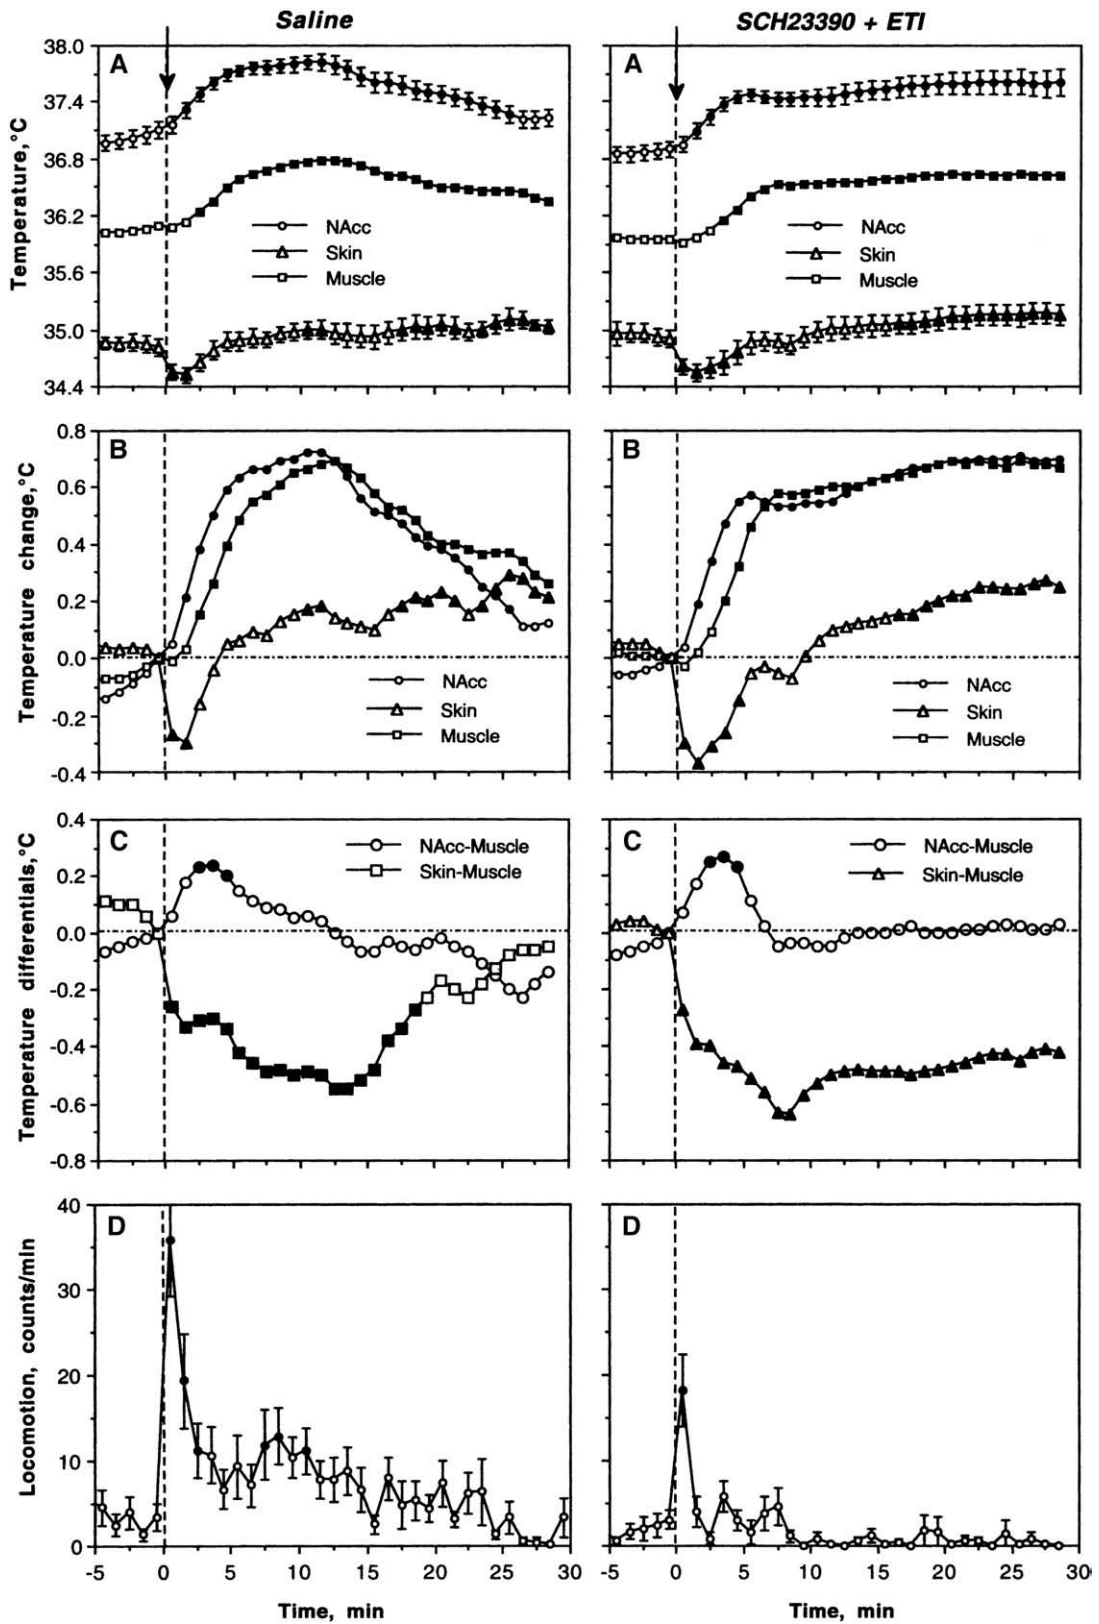 Saline
SCH23390 + ETI
A
38.0
37.4
36.8
36.2
35.6
35.0
34.4
Temperature,°C
NAcc
Skin
Muscle
A
NAcc
Skin
Muscle
B
0.8
0.6
0.4
0.2
0.0
-0.2
-0.4
Temperature change,°C
NAcc
Skin
Muscle
B
NAcc
Skin
Muscle
C
0.4
0.2
0.0
-0.2
-0.4
-0.6
-0.8
Temperature differentials,°C
NAcc-Muscle
Skin-Muscle
C
NAcc-Muscle
Skin-Muscle
D
40
30
20
10
0
Locomotion, counts/min
-5 0 5 10 15 20 25 30
Time, min
D
-5 0 5 10 15 20 25 30
Time, min